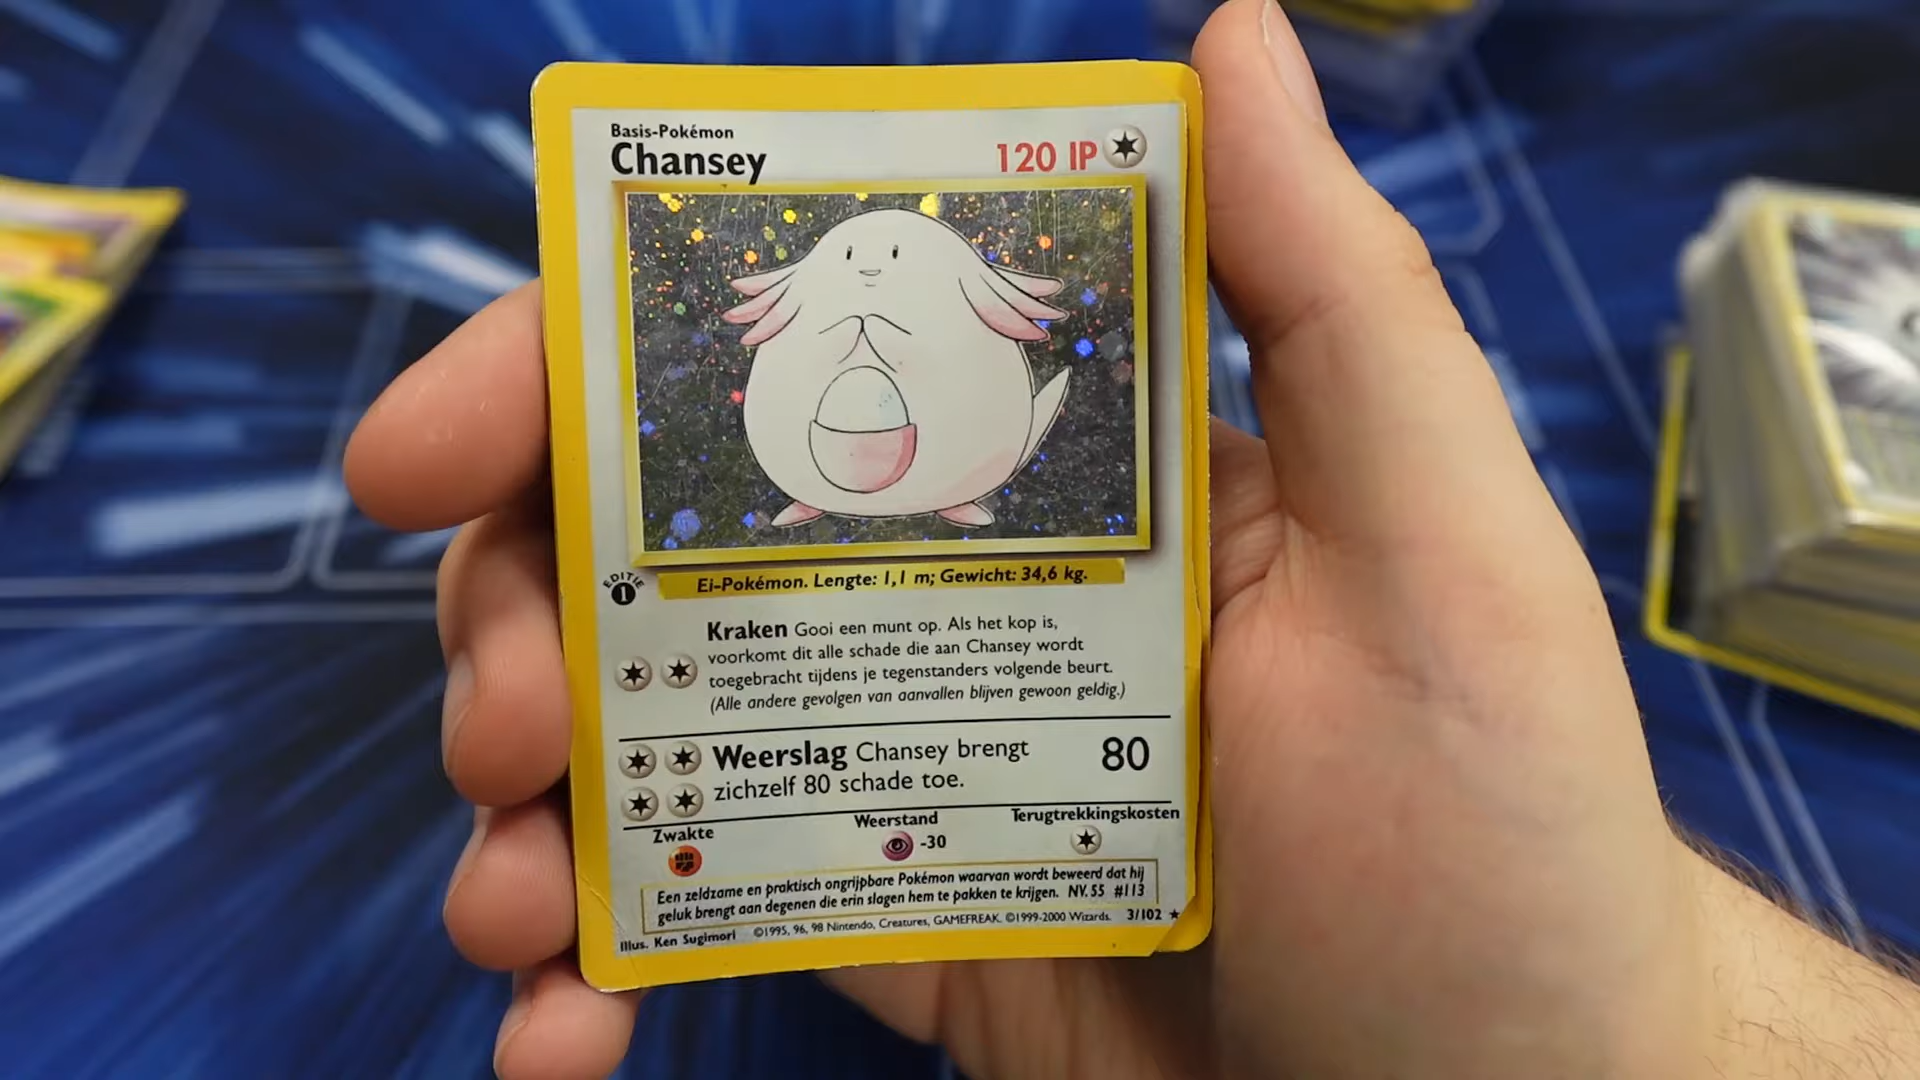 Basis-Pokémon
Chansey
120 IP
EDITIE
1
Ei-Pokémon. Lengte: 1,1 m; Gewicht: 34,6 kg.
Kraken Gooi een munt op. Als het kop is,
voorkomt dit alle schade die aan Chansey wordt
toegebracht tijdens je tegenstanders volgende beurt.
(Alle andere gevolgen van aanvallen blijven gewoon geldig.)
Weerslag Chansey brengt
zichzelf 80 schade toe.
80
Zwakte
Weerstand
Terugtrekkingskosten
-30
Een zeldzame en praktisch ongrijpbare Pokémon waarvan wordt beweerd dat hij
geluk brengt aan degenen die erin slagen hem te pakken te krijgen. NV. 55 #113
Illus. Ken Sugimori ©1995, 96, 98 Nintendo, Creatures, GAMEFREAK. ©1999-2000 Wizards. 3/102 ★